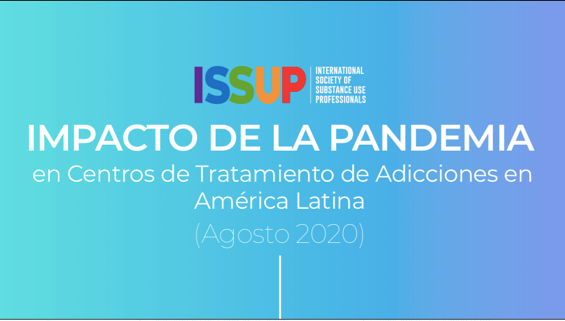 ISSUP
INTERNATIONAL
SOCIETY OF
SUBSTANCE USE
PROFESSIONALS
IMPACTO DE LA PANDEMIA
en Centros de Tratamiento de Adicciones en
América Latina
(Agosto 2020)